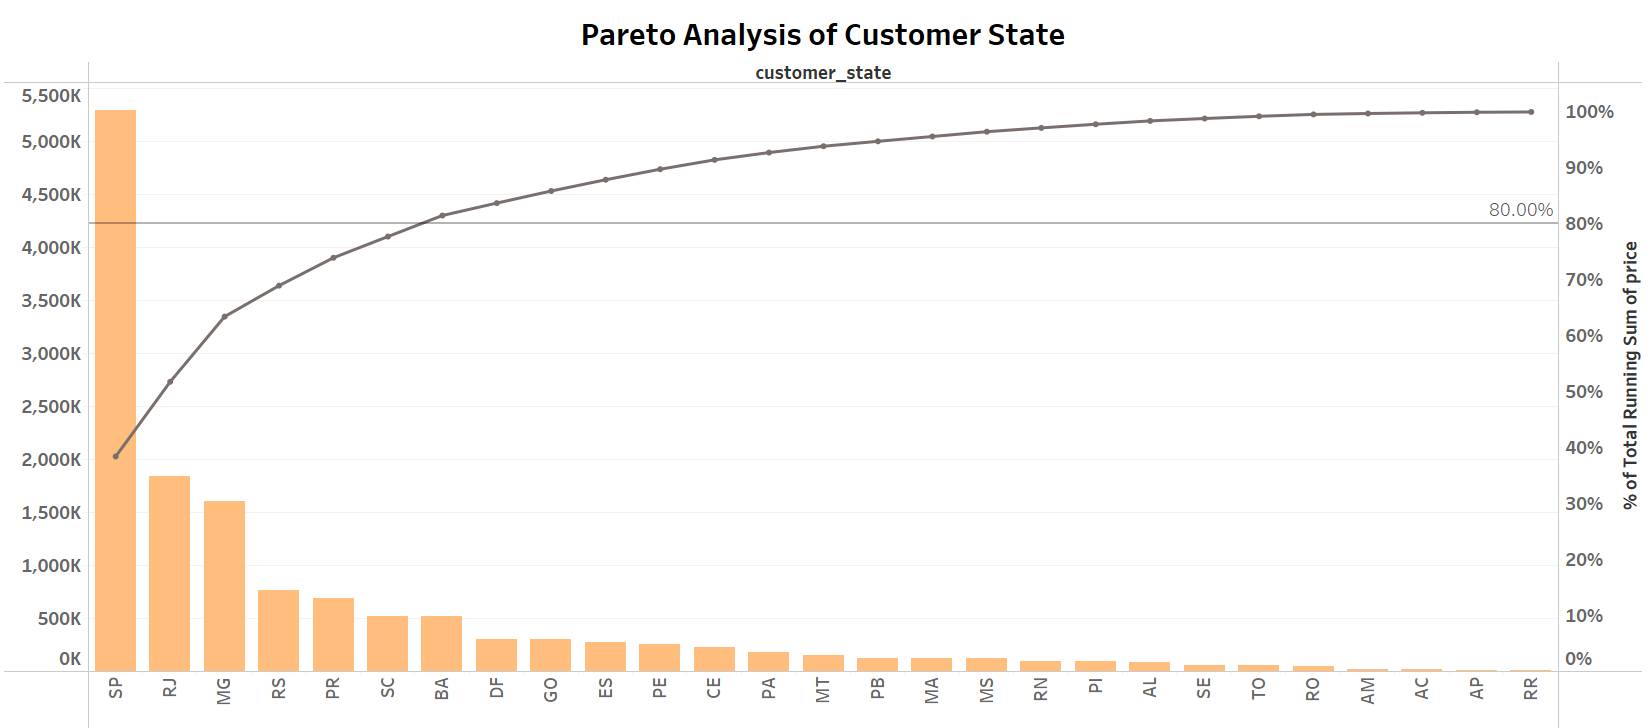 Pareto Analysis of Customer State
customer_state
5,500K
5,000K
4,500K
4,000K
3,500K
3,000K
2,500K
2,000K
1,500K
1,000K
500K
0K
80.00%
100%
90%
80%
70%
60%
50%
40%
30%
20%
10%
0%
% of Total Running Sum of price
SP
RJ
MG
RS
PR
SC
BA
DF
GO
ES
PE
CE
PA
MT
PB
MA
MS
RN
PI
AL
SE
TO
RO
AM
AC
AP
RR